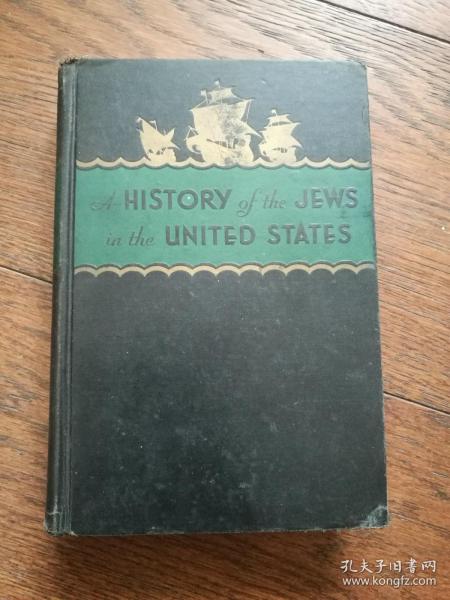 A HISTORY of the JEWS
in the UNITED STATES
孔夫子旧书网
www.kongfz.com